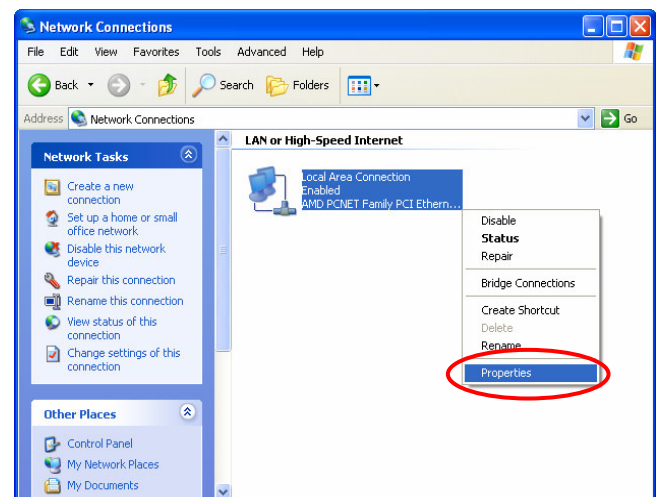 Network Connections
File Edit View Favorites Tools Advanced Help
Back Search Folders
Address Network Connections Go
Network Tasks
Create a new
connection
Set up a home or small
office network
Disable this network
device
Repair this connection
Rename this connection
View status of this
connection
Change settings of this
connection
Other Places
Control Panel
My Network Places
My Documents
LAN or High-Speed Internet
Local Area Connection
Enabled
AMD PCNET Family PCI Ethern...
Disable
Status
Repair
Bridge Connections
Create Shortcut
Delete
Rename
Properties